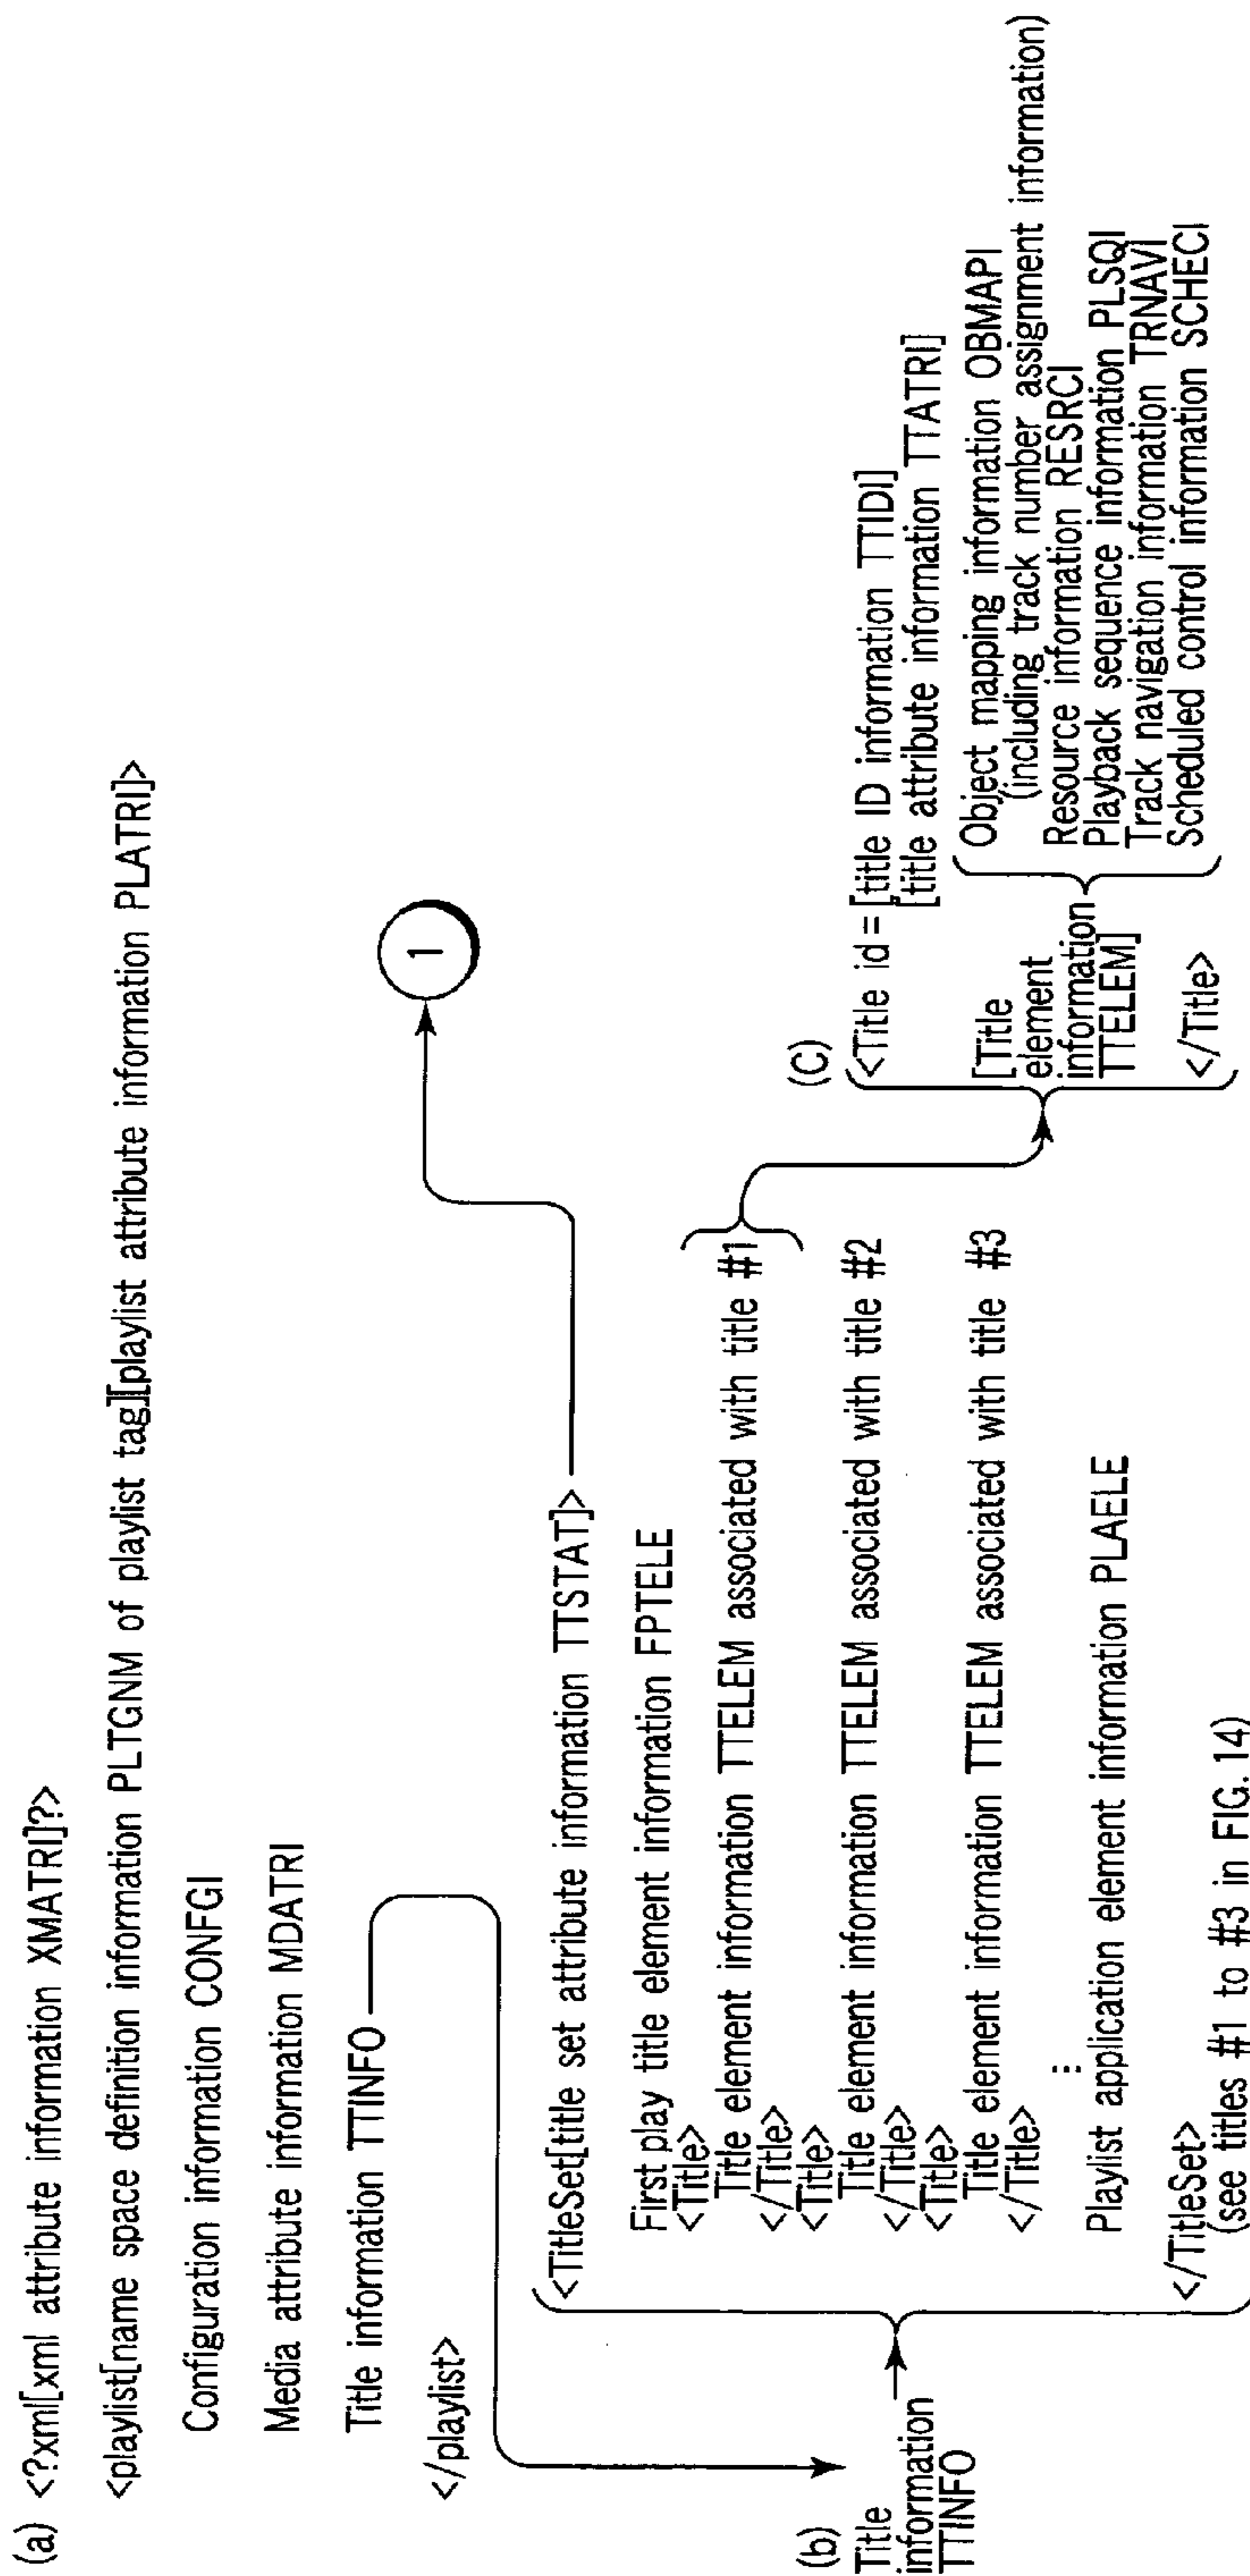 (a) <?xml[xml attribute information XMATRI]?>
<playlist[name space definition information PLTGNM of playlist tag][playlist attribute information PLATRI]>
Configuration information CONFGI
Media attribute information MDATRI
Title information TTINFO
</playlist>
1
(b)
Title
information
TTINFO
<TitleSet[title set attribute information TTSTAT]>
First play title element information FPTELE
<Title>
Title element information TTELEM associated with title #1
</Title>
<Title>
Title element information TTELEM associated with title #2
</Title>
<Title>
Title element information TTELEM associated with title #3
</Title>
⋮
Playlist application element information PLAELE
</TitleSet>
(see titles #1 to #3 in FIG. 14)
(C)
<Title id=[title ID information TTIDI]
[title attribute information TTATRI]
[Title
element
information
TTELEM]
Object mapping information OBMAPI
(including track number assignment information)
Resource information RESRCI
Playback sequence information PLSQI
Track navigation information TRNAVI
Scheduled control information SCHECI
</Title>